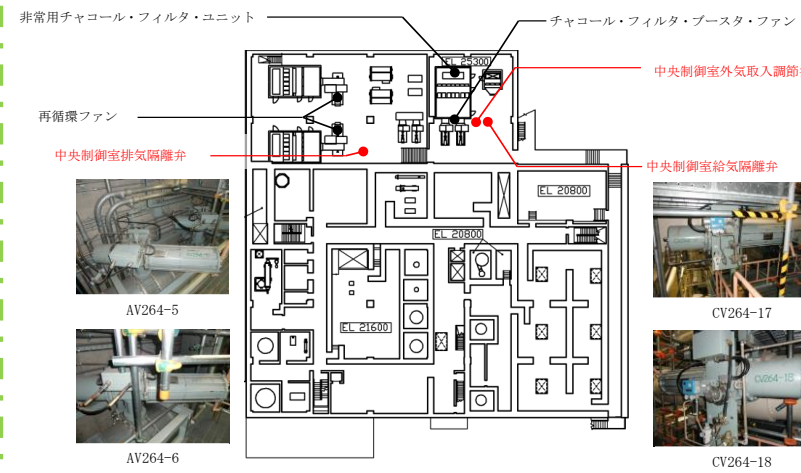 非常用チャコール・フィルタ・ユニット
チャコール・フィルタ・ブースタ・ファン
EL 25300
中央制御室外気取入調節
再循環ファン
中央制御室排気隔離弁
中央制御室給気隔離弁
EL 20800
EL 20800
EL 21600
AV264-5
CV264-17
CV264-18
AV264-6
CV264-18